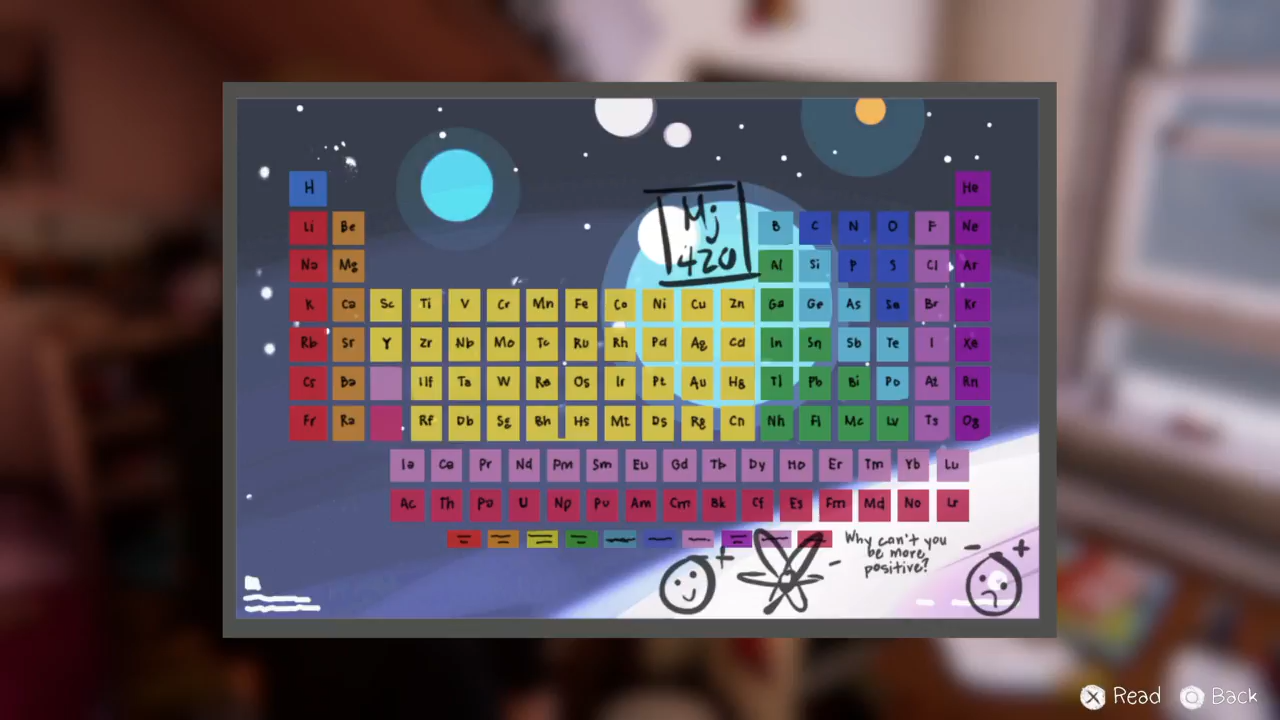 Mj
420
H He
Li Be B C N O F Ne
Na Mg Al Si P S Cl Ar
K Ca Sc Ti V Cr Mn Fe Co Ni Cu Zn Ga Ge As Se Br Kr
Rb Sr Y Zr Nb Mo Tc Ru Rh Pd Ag Cd In Sn Sb Te I Xe
Cs Ba Hf Ta W Re Os Ir Pt Au Hg Tl Pb Bi Po At Rn
Fr Ra Rf Db Sg Bh Hs Mt Ds Rg Cn Nh Fl Mc Lv Ts Og
la Ce Pr Nd Pm Sm Eu Gd Tb Dy Ho Er Tm Yb Lu
Ac Th Pa U Np Pu Am Cm Bk Cf Es Fm Md No Lr
Why can't you
be more
positive?
+ - - +
X Read O Back